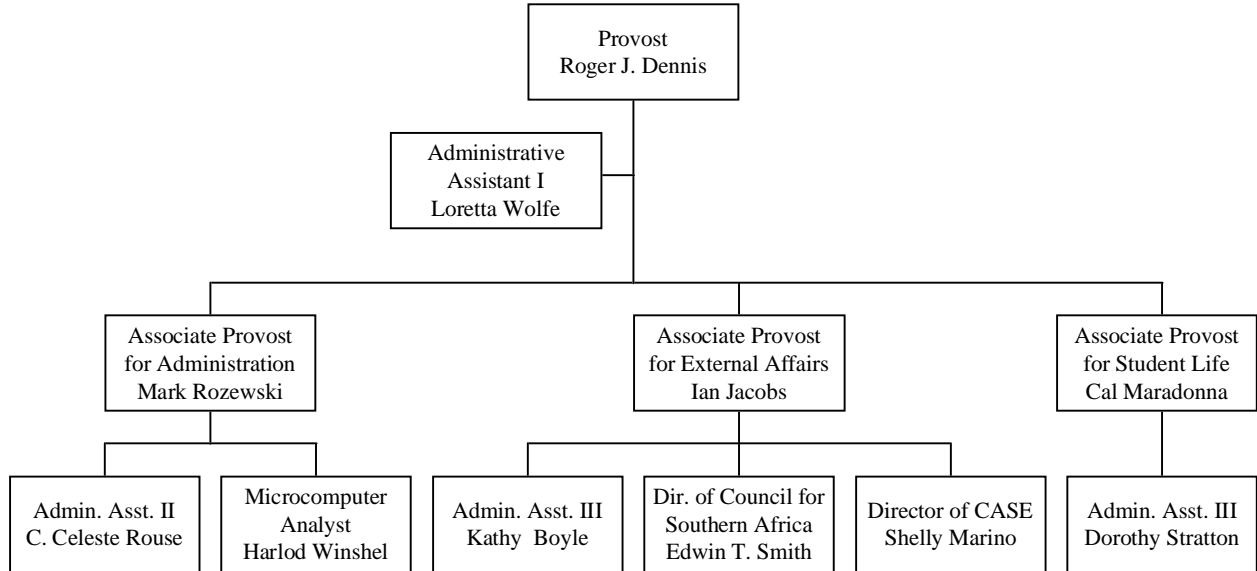 Provost
Roger J. Dennis
Administrative
Assistant I
Loretta Wolfe
Associate Provost
for Administration
Mark Rozewski
Associate Provost
for External Affairs
Ian Jacobs
Associate Provost
for Student Life
Cal Maradonna
Admin. Asst. II
C. Celeste Rouse
Microcomputer
Analyst
Harlod Winshel
Admin. Asst. III
Kathy Boyle
Dir. of Council for
Southern Africa
Edwin T. Smith
Director of CASE
Shelly Marino
Admin. Asst. III
Dorothy Stratton